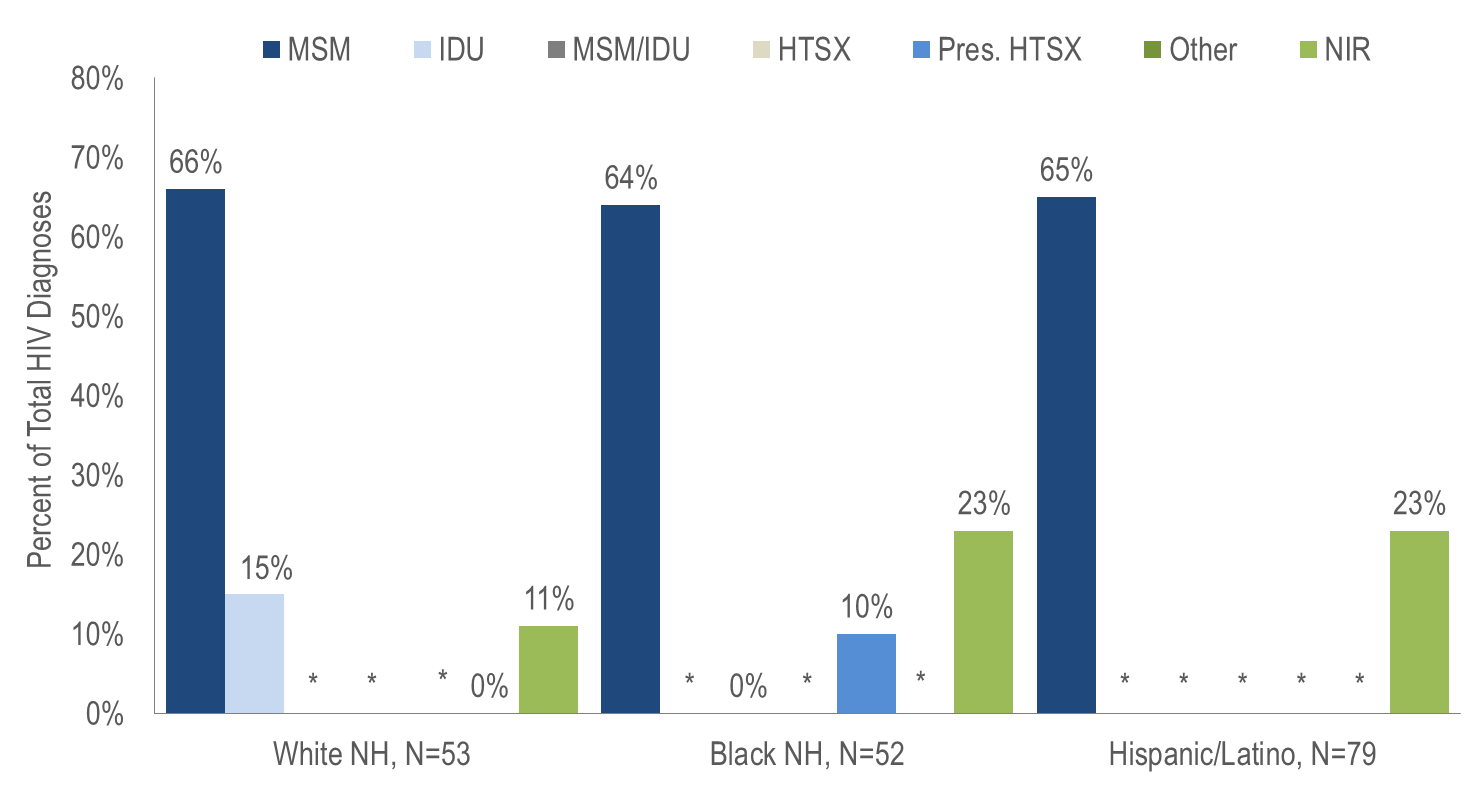 MSM IDU MSM/IDU HTSX Pres. HTSX Other NIR
Percent of Total HIV Diagnoses
80%
70%
60%
50%
40%
30%
20%
10%
0%
66% 15% * * * 0% 11%
64% * 0% * 10% * 23%
65% * * * * * 23%
White NH, N=53 Black NH, N=52 Hispanic/Latino, N=79